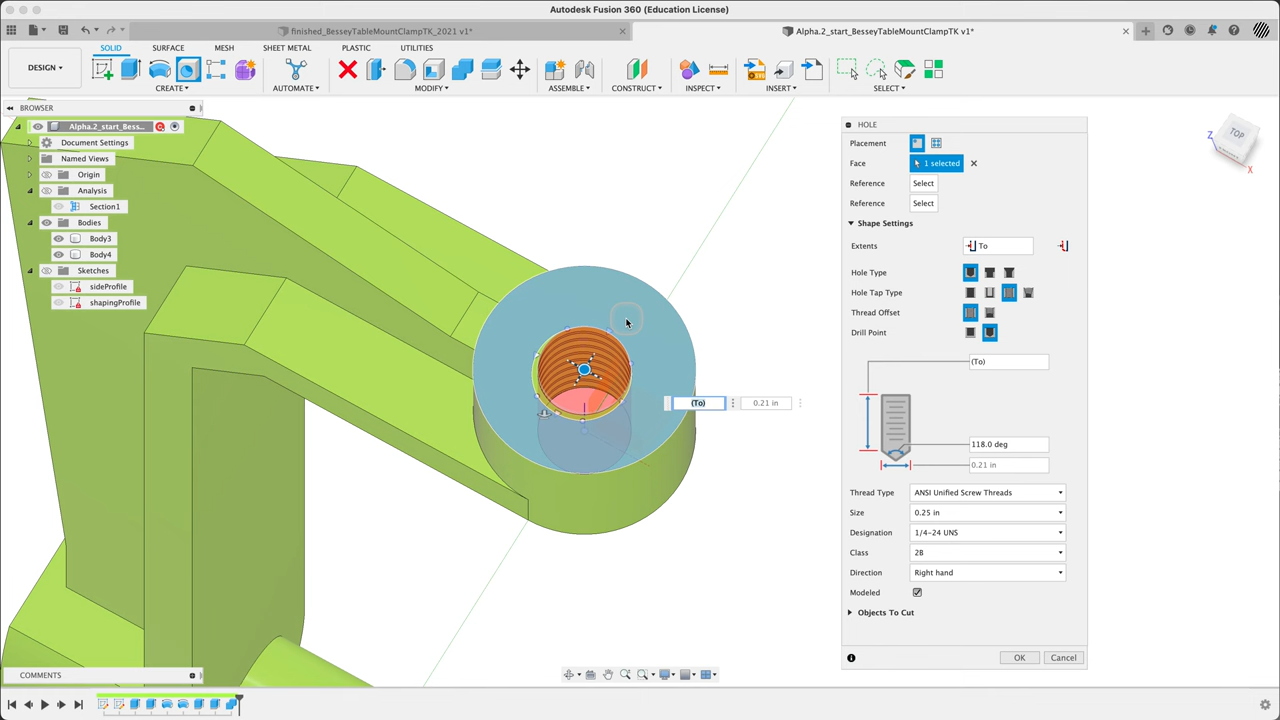 Autodesk Fusion 360 (Education License)
finished_BesseyTableMountClampTK_2021 v1*
Alpha.2_start_BesseyTableMountClampTK v1*
DESIGN
SOLID
SURFACE
MESH
SHEET METAL
PLASTIC
UTILITIES
CREATE
AUTOMATE
MODIFY
ASSEMBLE
CONSTRUCT
INSPECT
INSERT
SELECT
BROWSER
Alpha.2_start_Bess...
Document Settings
Named Views
Origin
Analysis
Section1
Bodies
Body3
Body4
Sketches
sideProfile
shapingProfile
TOP
Z
X
(To)
0.21 in
HOLE
Placement
Face
1 selected
Reference
Select
Reference
Select
Shape Settings
Extents
To
Hole Type
Hole Tap Type
Thread Offset
Drill Point
(To)
118.0 deg
0.21 in
Thread Type
ANSI Unified Screw Threads
Size
0.25 in
Designation
1/4-24 UNS
Class
2B
Direction
Right hand
Modeled
Objects To Cut
OK
Cancel
COMMENTS